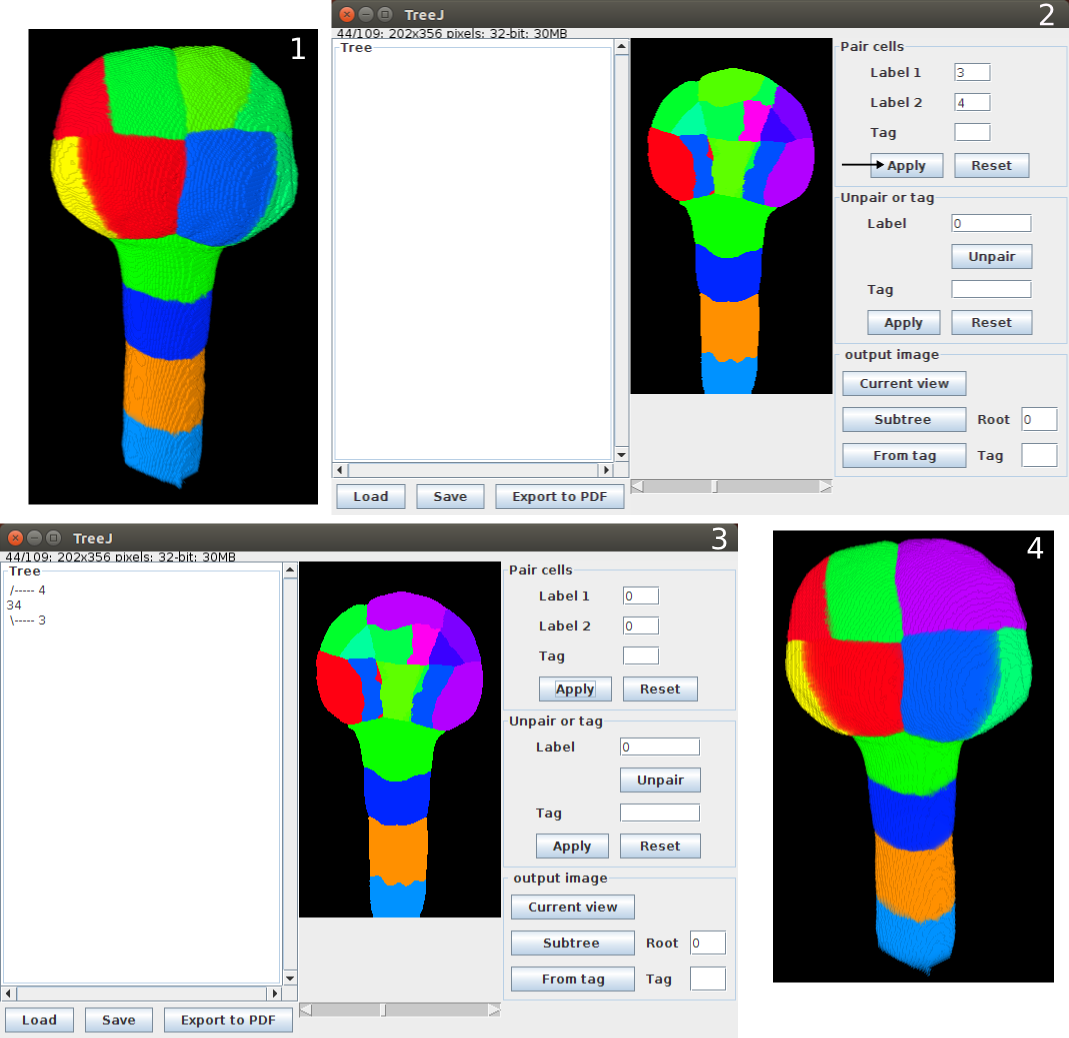 1
TreeJ
2
44/109; 202x356 pixels; 32-bit; 30MB
Tree
Pair cells
Label 1 3
Label 2 4
Tag
Apply Reset
Unpair or tag
Label 0
Unpair
Tag
Apply Reset
output image
Current view
Subtree Root 0
From tag Tag
Load Save Export to PDF
TreeJ
3
44/109; 202x356 pixels; 32-bit; 30MB
Tree
/----- 4
34
\----- 3
Pair cells
Label 1 0
Label 2 0
Tag
Apply Reset
Unpair or tag
Label 0
Unpair
Tag
Apply Reset
output image
Current view
Subtree Root 0
From tag Tag
Load Save Export to PDF
4